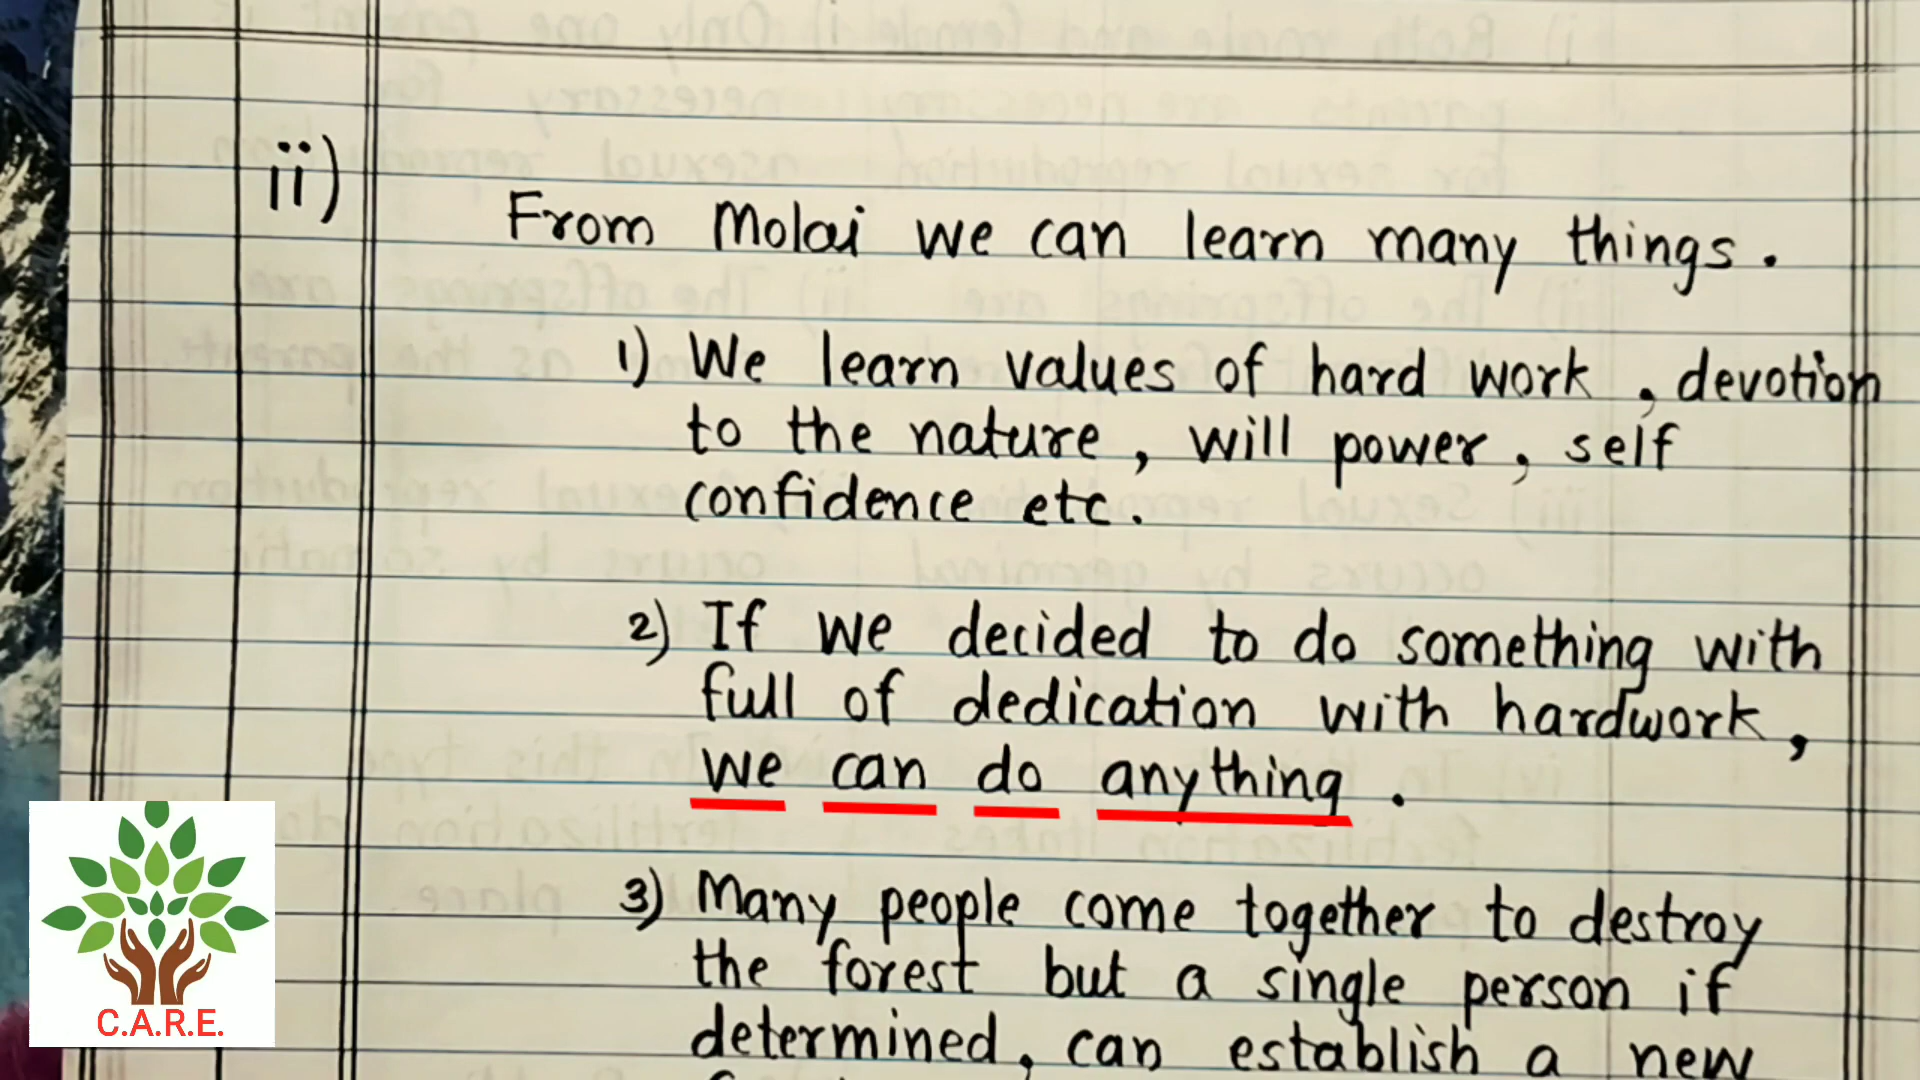 ii)
From Molai we can learn many things.
1) We learn values of hard work, devotion
to the nature, will power, self
confidence etc.
2) If we decided to do something with
full of dedication with hardwork,
we can do anything.
3) Many people come together to destroy
the forest but a single person if
determined, can establish a new
C.A.R.E.